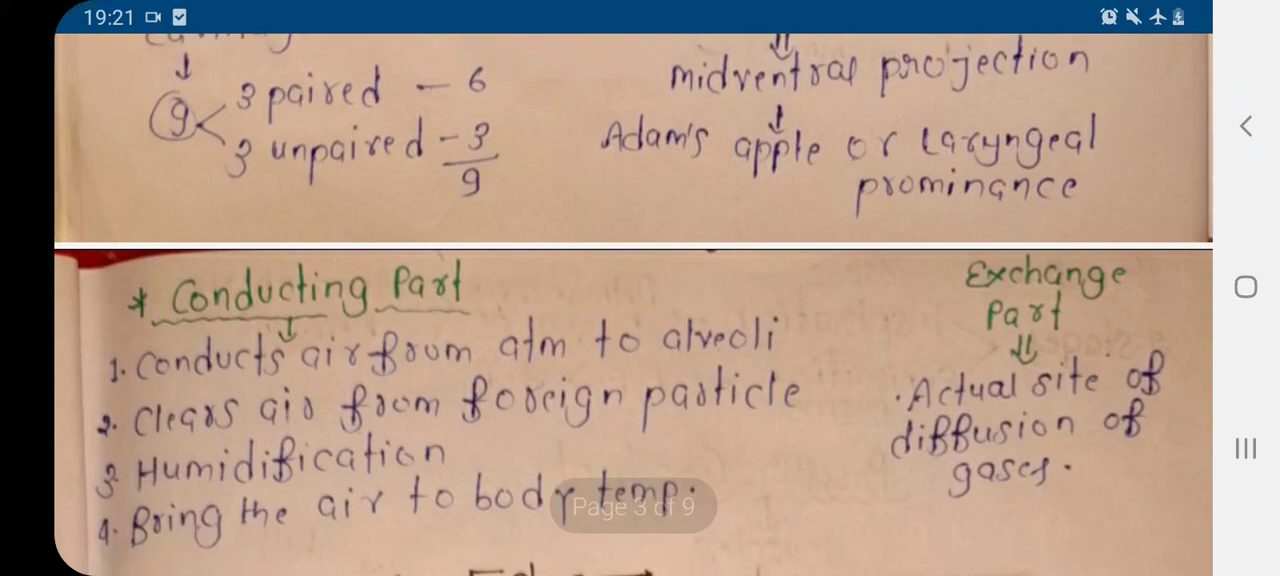 19:21
9 < 3 paired - 6
3 unpaired - 3
9
midventral projection
Adam's apple or Laryngeal
prominance
* Conducting Part
1. Conducts air from atm to alveoli
2. Clears air from foreign particle
3 Humidification
4. Bring the air to body temp.
Exchange
Part
. Actual site of
diffusion of
gases.
Page 3 of 9